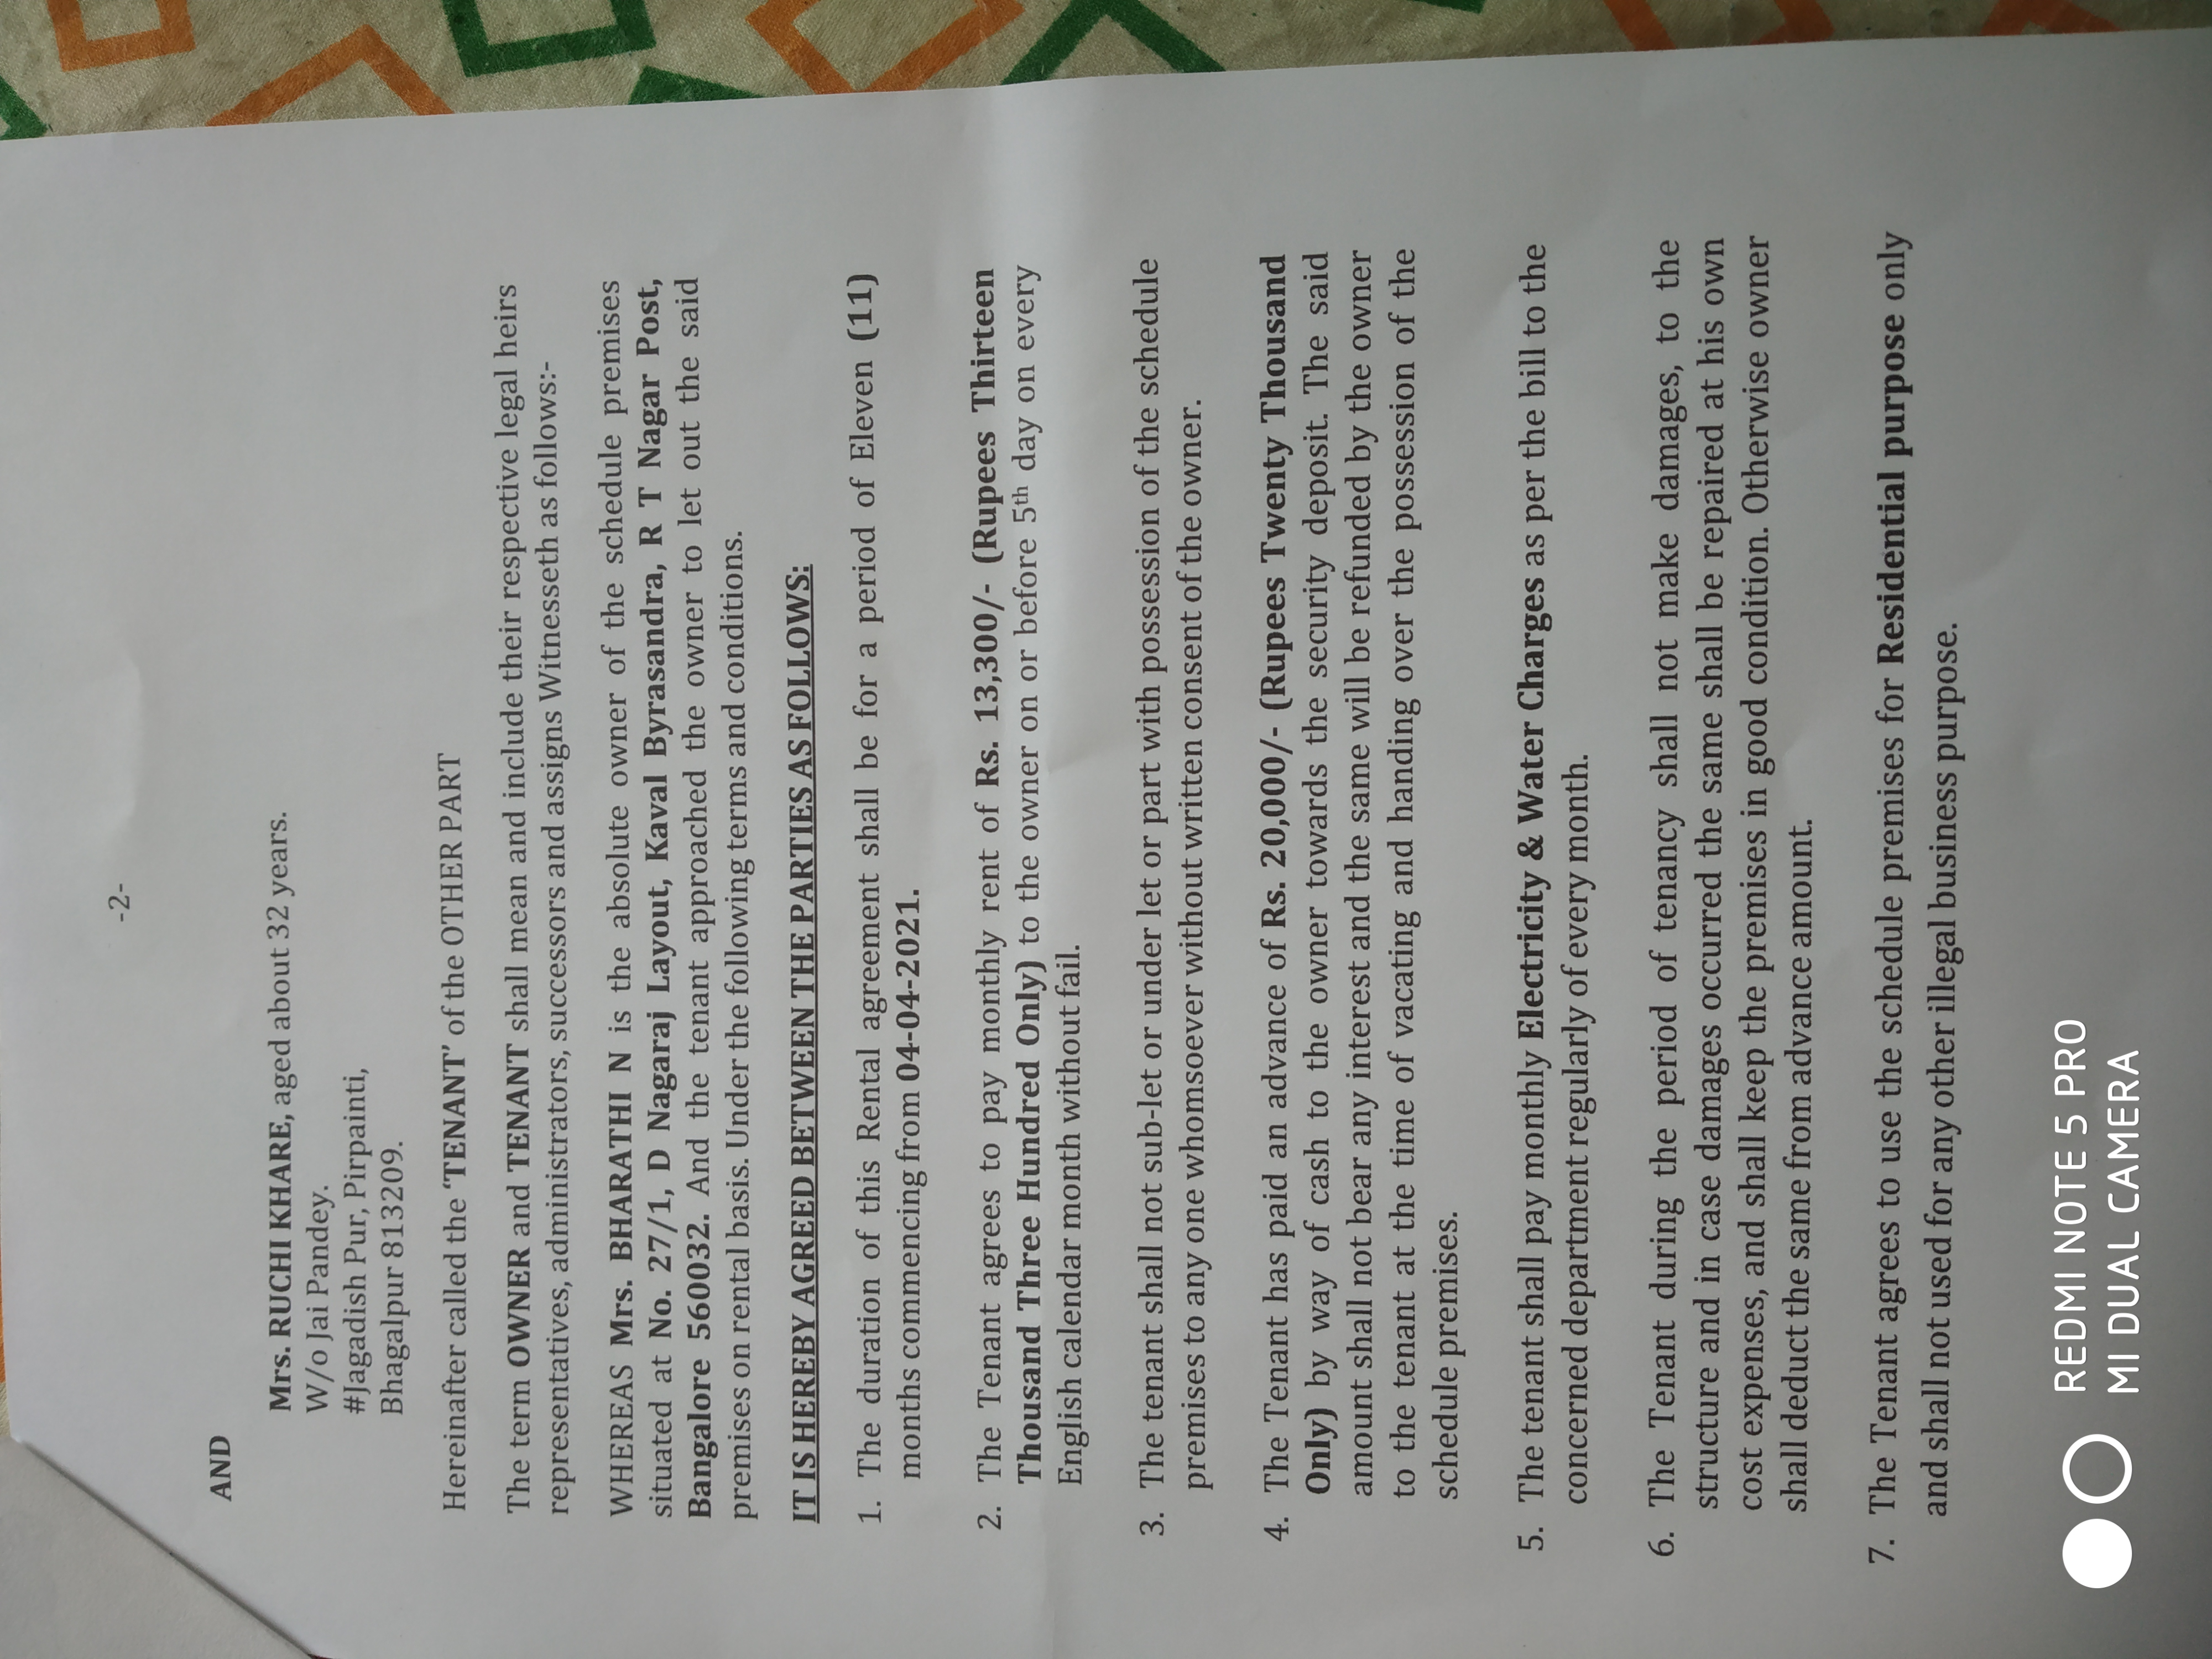 -2-
AND
Mrs. RUCHI KHARE, aged about 32 years.
W/o Jai Pandey.
#Jagadish Pur, Pirpainti,
Bhagalpur 813209.
Hereinafter called the ‘TENANT’ of the OTHER PART
The term OWNER and TENANT shall mean and include their respective legal heirs
representatives, administrators, successors and assigns Witnesseth as follows:-
WHEREAS Mrs. BHARATHI N is the absolute owner of the schedule premises
situated at No. 27/1, D Nagaraj Layout, Kaval Byrasandra, R T Nagar Post,
Bangalore 560032. And the tenant approached the owner to let out the said
premises on rental basis. Under the following terms and conditions.
IT IS HEREBY AGREED BETWEEN THE PARTIES AS FOLLOWS:
1. The duration of this Rental agreement shall be for a period of Eleven (11)
months commencing from 04-04-2021.
2. The Tenant agrees to pay monthly rent of Rs. 13,300/- (Rupees Thirteen
Thousand Three Hundred Only) to the owner on or before 5th day on every
English calendar month without fail.
3. The tenant shall not sub-let or under let or part with possession of the schedule
premises to any one whomsoever without written consent of the owner.
4. The Tenant has paid an advance of Rs. 20,000/- (Rupees Twenty Thousand
Only) by way of cash to the owner towards the security deposit. The said
amount shall not bear any interest and the same will be refunded by the owner
to the tenant at the time of vacating and handing over the possession of the
schedule premises.
5. The tenant shall pay monthly Electricity & Water Charges as per the bill to the
concerned department regularly of every month.
6. The Tenant during the period of tenancy shall not make damages, to the
structure and in case damages occurred the same shall be repaired at his own
cost expenses, and shall keep the premises in good condition. Otherwise owner
shall deduct the same from advance amount.
7. The Tenant agrees to use the schedule premises for Residential purpose only
and shall not used for any other illegal business purpose.
REDMI NOTE 5 PRO
MI DUAL CAMERA